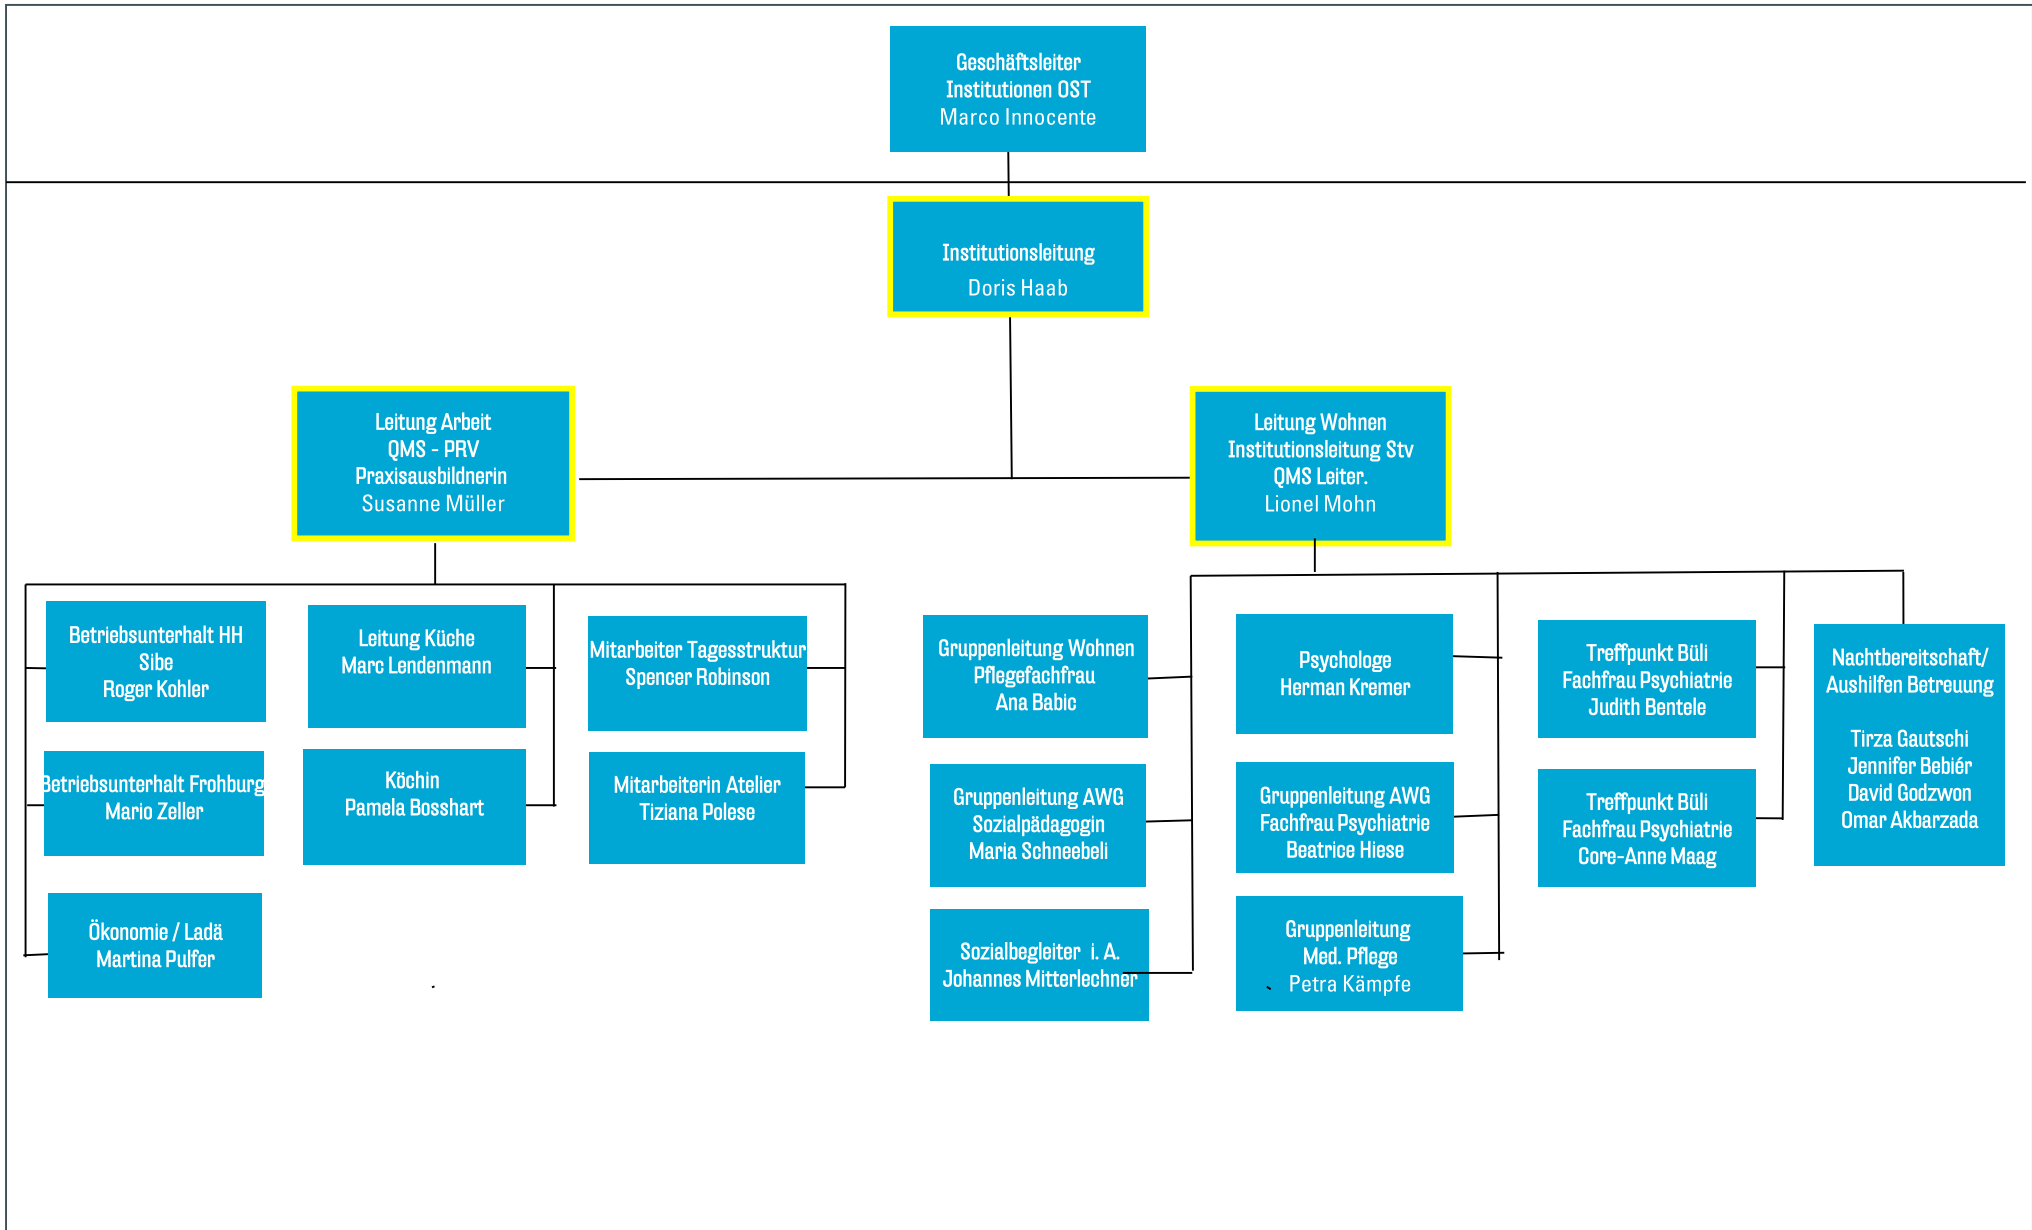 Geschäftsleiter
Institutionen OST
Marco Innocente
Institutionsleitung
Doris Haab
Leitung Arbeit
QMS - PRV
Praxisausbildnerin
Susanne Müller
Leitung Wohnen
Institutionsleitung Stv
QMS Leiter.
Lionel Mohn
Betriebsunterhalt HH
Sibe
Roger Kohler
Leitung Küche
Marc Lendenmann
Mitarbeiter Tagesstruktur
Spencer Robinson
Gruppenleitung Wohnen
Pflegefachfrau
Ana Babic
Psychologe
Herman Kremer
Treffpunkt Büli
Fachfrau Psychiatrie
Judith Bentele
Nachtbereitschaft/
Aushilfen Betreuung
Tirza Gautschi
Jennifer Bebiér
David Godzwon
Omar Akbarzada
Betriebsunterhalt Frohburg
Mario Zeller
Köchin
Pamela Bosshart
Mitarbeiterin Atelier
Tiziana Polese
Gruppenleitung AWG
Sozialpädagogin
Maria Schneebeli
Gruppenleitung AWG
Fachfrau Psychiatrie
Beatrice Hiese
Treffpunkt Büli
Fachfrau Psychiatrie
Core-Anne Maag
Ökonomie / Ladä
Martina Pulfer
Sozialbegleiter i. A.
Johannes Mitterlechner
Gruppenleitung
Med. Pflege
Petra Kämpfe